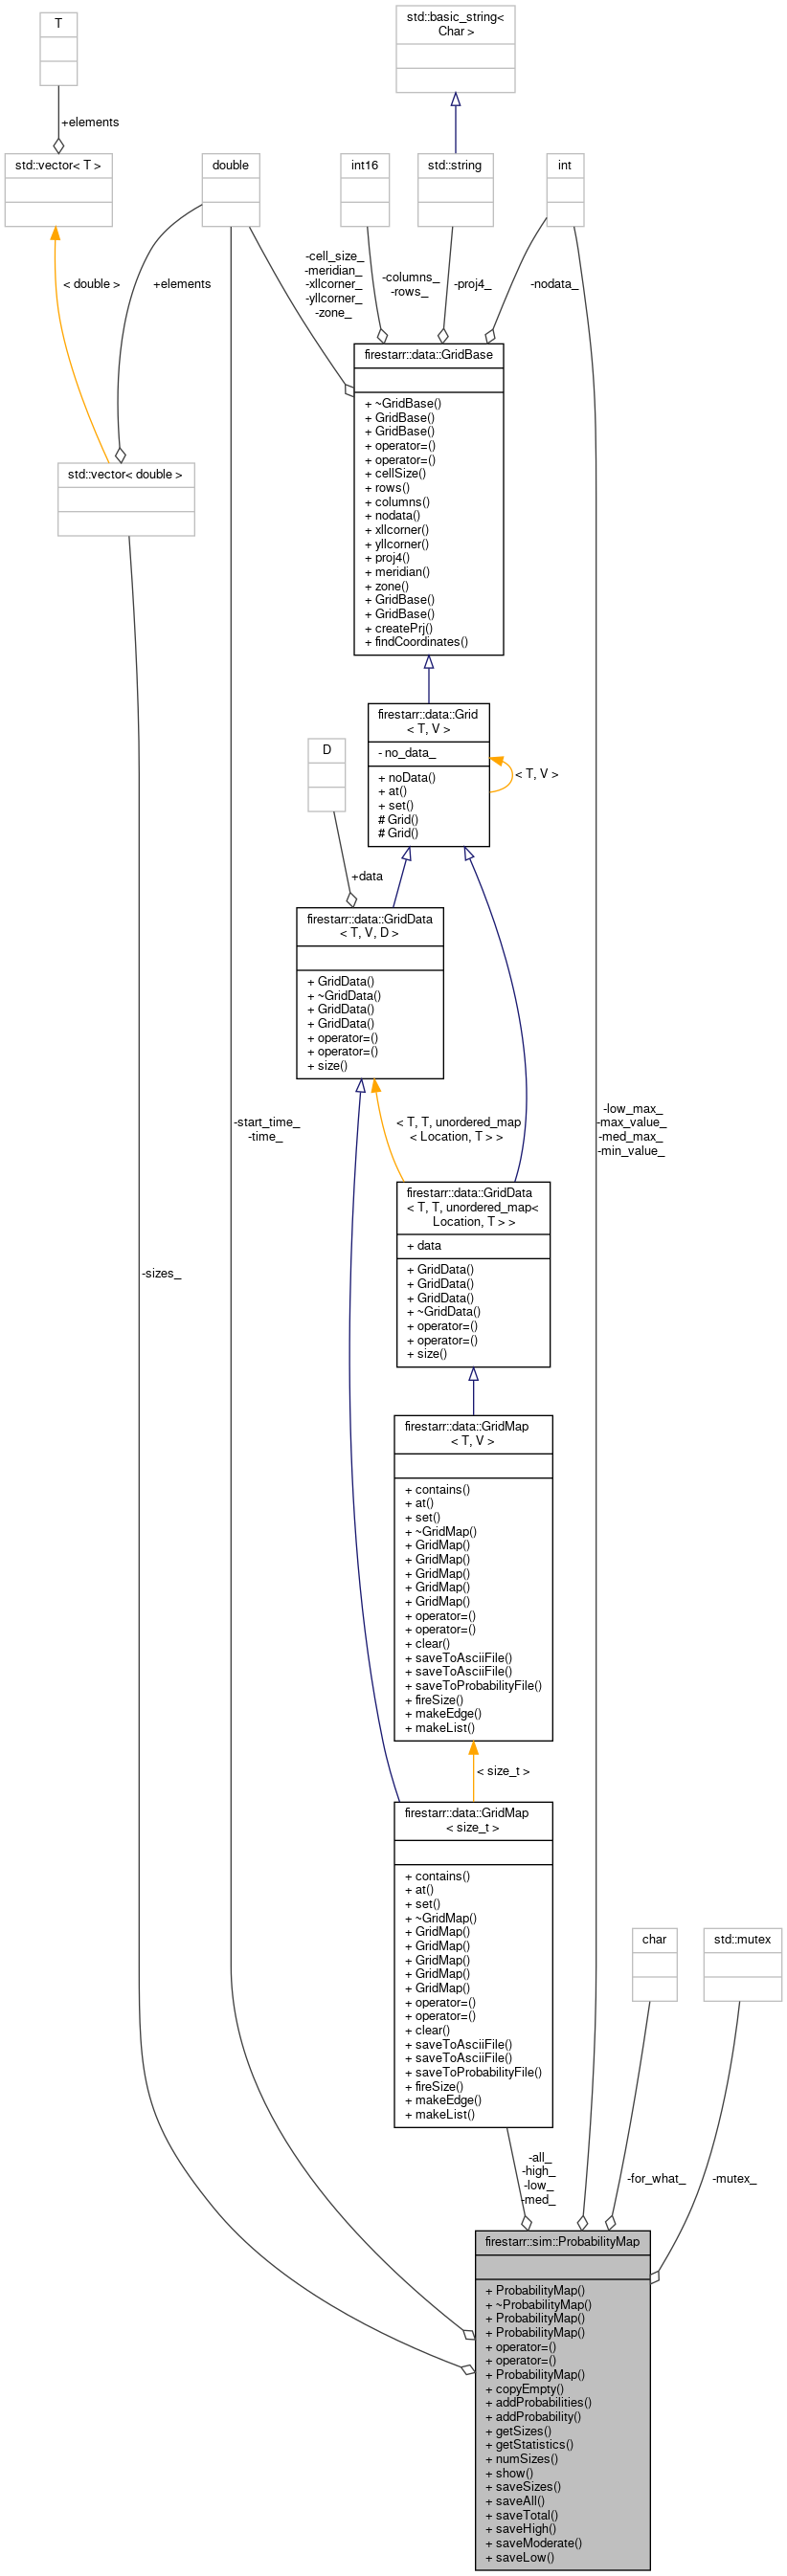 T
std::basic_string<
Char >
+elements
std::vector< T >
double
int16
std::string
int
< double >
+elements
-cell_size_
-meridian_
-xllcorner_
-yllcorner_
-zone_
-columns_
-rows_
-proj4_
-nodata_
firestarr::data::GridBase
+ ~GridBase()
+ GridBase()
+ GridBase()
+ operator=()
+ operator=()
+ cellSize()
+ rows()
+ columns()
+ nodata()
+ xllcorner()
+ yllcorner()
+ proj4()
+ meridian()
+ zone()
+ GridBase()
+ GridBase()
+ createPrj()
+ findCoordinates()
std::vector< double >
firestarr::data::Grid
< T, V >
- no_data_
+ noData()
+ at()
+ set()
# Grid()
# Grid()
< T, V >
D
+data
firestarr::data::GridData
< T, V, D >
+ GridData()
+ ~GridData()
+ GridData()
+ GridData()
+ operator=()
+ operator=()
+ size()
-start_time_
-time_
< T, T, unordered_map
< Location, T > >
-low_max_
-max_value_
-med_max_
-min_value_
firestarr::data::GridData
< T, T, unordered_map<
Location, T > >
+ data
+ GridData()
+ GridData()
+ GridData()
+ ~GridData()
+ operator=()
+ operator=()
+ size()
-sizes_
firestarr::data::GridMap
< T, V >
+ contains()
+ at()
+ set()
+ ~GridMap()
+ GridMap()
+ GridMap()
+ GridMap()
+ GridMap()
+ GridMap()
+ operator=()
+ operator=()
+ clear()
+ saveToAsciiFile()
+ saveToAsciiFile()
+ saveToProbabilityFile()
+ fireSize()
+ makeEdge()
+ makeList()
< size_t >
firestarr::data::GridMap
< size_t >
+ contains()
+ at()
+ set()
+ ~GridMap()
+ GridMap()
+ GridMap()
+ GridMap()
+ GridMap()
+ GridMap()
+ operator=()
+ operator=()
+ clear()
+ saveToAsciiFile()
+ saveToAsciiFile()
+ saveToProbabilityFile()
+ fireSize()
+ makeEdge()
+ makeList()
char
std::mutex
-all_
-high_
-low_
-med_
-for_what_
-mutex_
firestarr::sim::ProbabilityMap
+ ProbabilityMap()
+ ~ProbabilityMap()
+ ProbabilityMap()
+ ProbabilityMap()
+ operator=()
+ operator=()
+ ProbabilityMap()
+ copyEmpty()
+ addProbabilities()
+ addProbability()
+ getSizes()
+ getStatistics()
+ numSizes()
+ show()
+ saveSizes()
+ saveAll()
+ saveTotal()
+ saveHigh()
+ saveModerate()
+ saveLow()